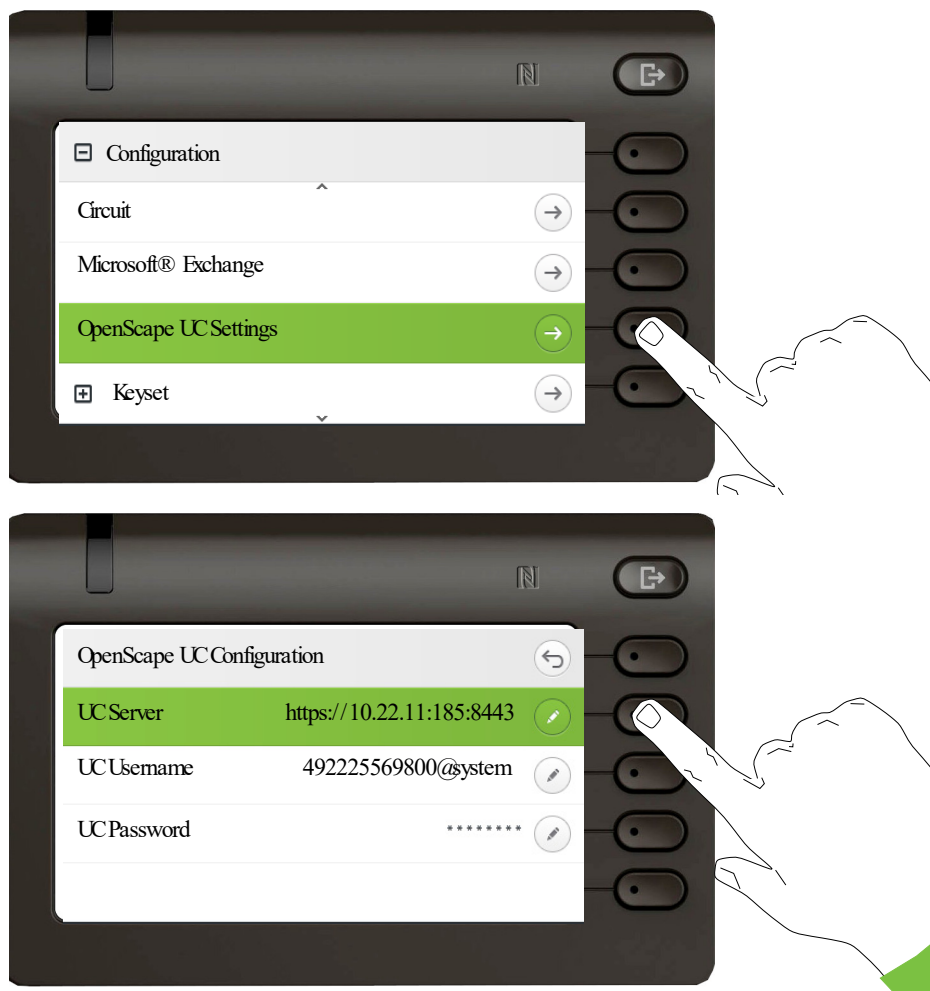 Configuration
Circuit
Microsoft® Exchange
OpenScape UC Settings
Keyset
OpenScape UC Configuration
UC Server https://10.22.11:185:8443
UC Username 492225569800@system
UC Password ********